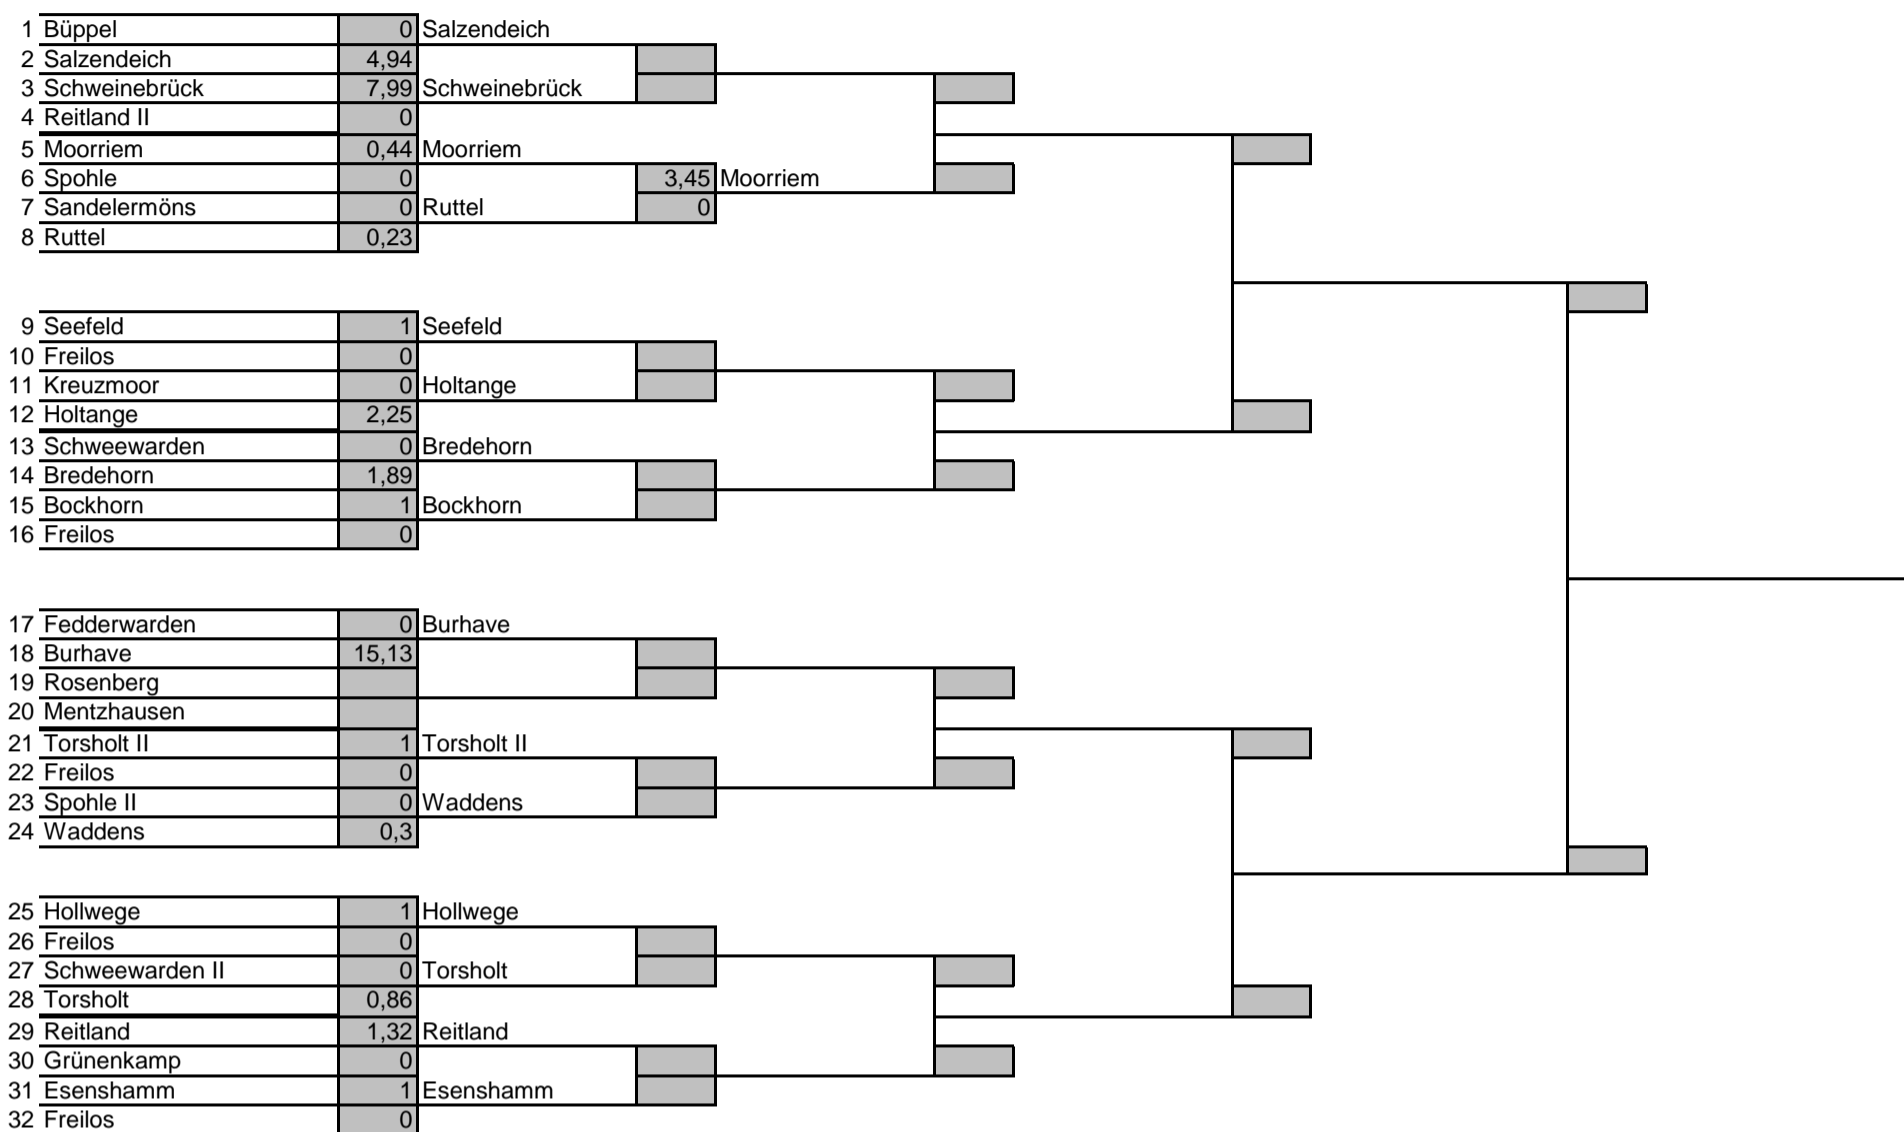 1 Büppel 0 Salzendeich
2 Salzendeich 4,94
3 Schweinebrück 7,99 Schweinebrück
4 Reitland II 0
5 Moorriem 0,44 Moorriem
6 Spohle 0 3,45 Moorriem
7 Sandelermöns 0 Ruttel 0
8 Ruttel 0,23
9 Seefeld 1 Seefeld
10 Freilos 0
11 Kreuzmoor 0 Holtange
12 Holtange 2,25
13 Schweewarden 0 Bredehorn
14 Bredehorn 1,89
15 Bockhorn 1 Bockhorn
16 Freilos 0
17 Fedderwarden 0 Burhave
18 Burhave 15,13
19 Rosenberg
20 Mentzhausen
21 Torsholt II 1 Torsholt II
22 Freilos 0
23 Spohle II 0 Waddens
24 Waddens 0,3
25 Hollwege 1 Hollwege
26 Freilos 0
27 Schweewarden II 0 Torsholt
28 Torsholt 0,86
29 Reitland 1,32 Reitland
30 Grünenkamp 0
31 Esenshamm 1 Esenshamm
32 Freilos 0